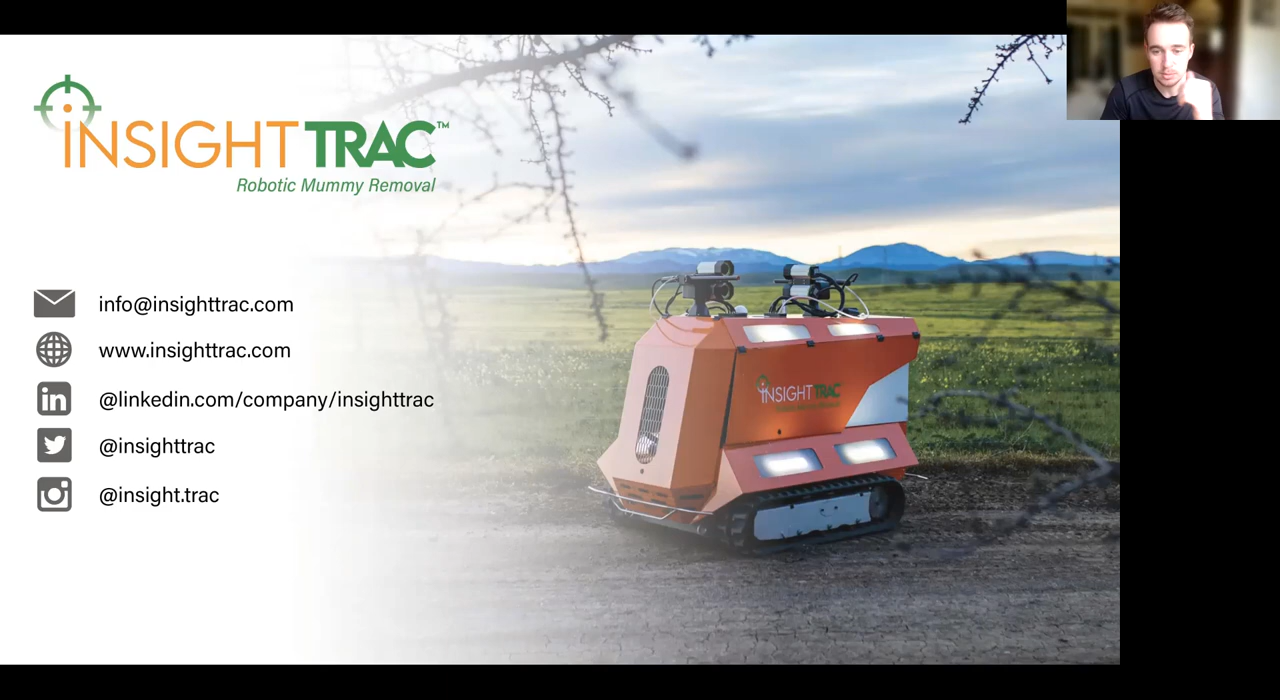 INSIGHTTRAC™
Robotic Mummy Removal
info@insighttrac.com
www.insighttrac.com
@linkedin.com/company/insighttrac
@insighttrac
@insight.trac
INSIGHTTRAC